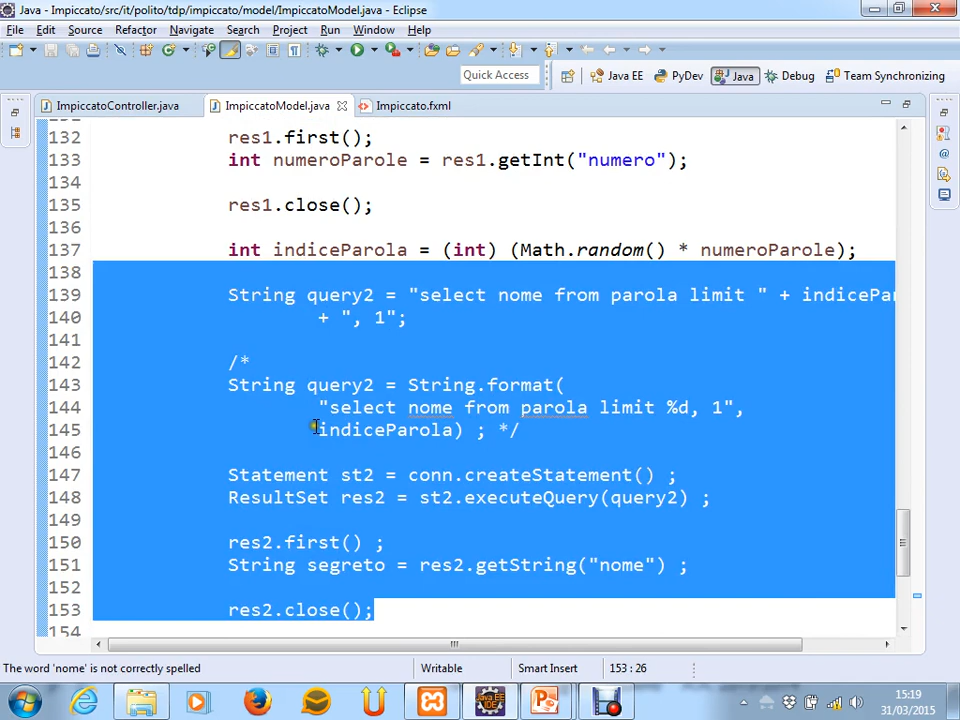 Java - Impiccato/src/it/polito/tdp/impiccato/model/ImpiccatoModel.java - Eclipse
File Edit Source Refactor Navigate Search Project Run Window Help
Quick Access Java EE PyDev Java Debug Team Synchronizing
ImpiccatoController.java ImpiccatoModel.java Impiccato.fxml
132 res1.first();
133 int numeroParole = res1.getInt("numero");
134
135 res1.close();
136
137 int indiceParola = (int) (Math.random() * numeroParole);
138
139 String query2 = "select nome from parola limit " + indicePar
140 + ", 1";
141
142 /*
143 String query2 = String.format(
144 "select nome from parola limit %d, 1",
145 indiceParola) ; */
146
147 Statement st2 = conn.createStatement() ;
148 ResultSet res2 = st2.executeQuery(query2) ;
149
150 res2.first() ;
151 String segreto = res2.getString("nome") ;
152
153 res2.close();
154
The word 'nome' is not correctly spelled Writable Smart Insert 153 : 26
15:19
31/03/2015